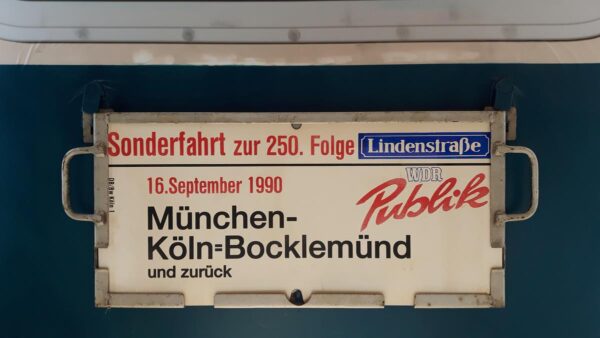 Sonderfahrt zur 250. Folge Lindenstraße
16.September 1990
WDR
Publik
München-
Köln=Bocklemünd
und zurück